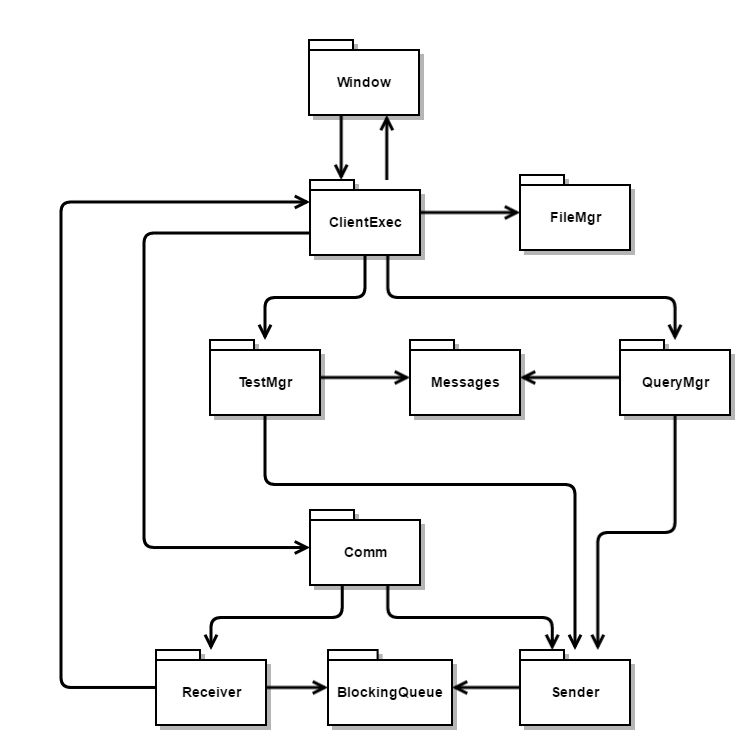 Window
ClientExec
FileMgr
TestMgr
Messages
QueryMgr
Comm
Receiver
BlockingQueue
Sender